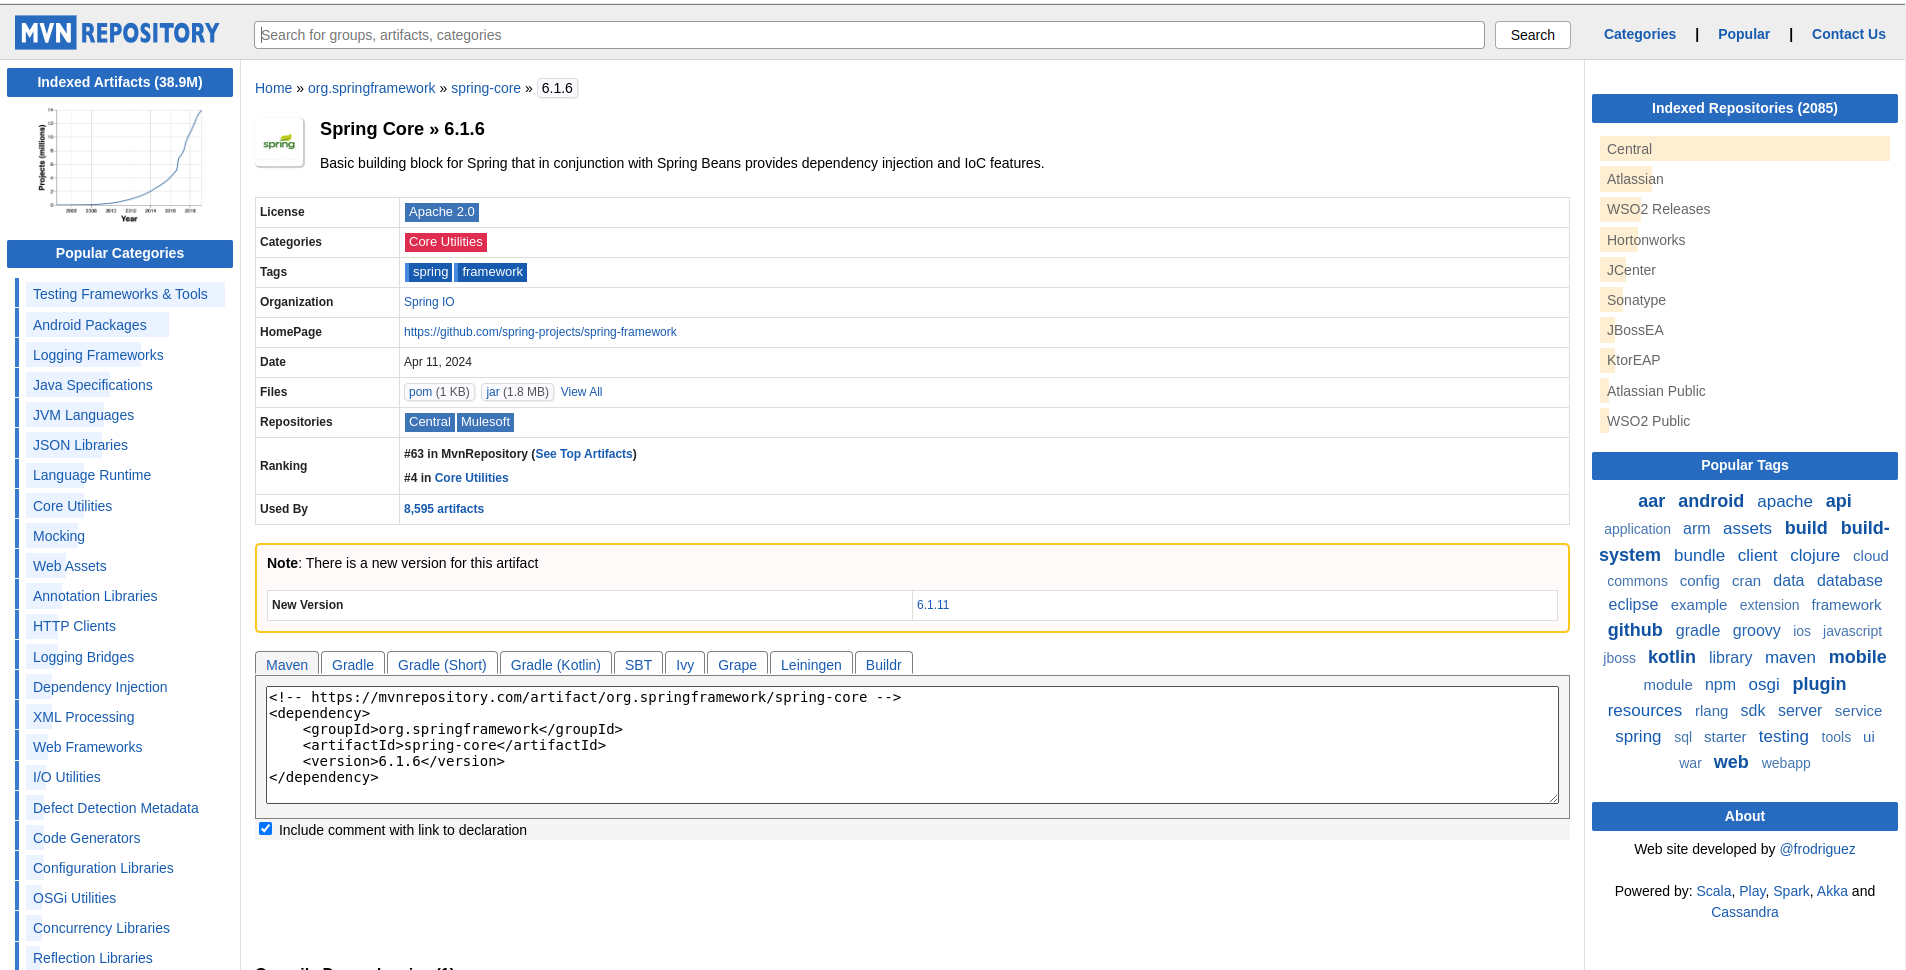 MVN REPOSITORY
Search for groups, artifacts, categories
Search
Categories | Popular | Contact Us
Indexed Artifacts (38.9M)
Projects (millions)
Year
Popular Categories
Testing Frameworks & Tools
Android Packages
Logging Frameworks
Java Specifications
JVM Languages
JSON Libraries
Language Runtime
Core Utilities
Mocking
Web Assets
Annotation Libraries
HTTP Clients
Logging Bridges
Dependency Injection
XML Processing
Web Frameworks
I/O Utilities
Defect Detection Metadata
Code Generators
Configuration Libraries
OSGi Utilities
Concurrency Libraries
Reflection Libraries
Home » org.springframework » spring-core » 6.1.6
spring
Spring Core » 6.1.6
Basic building block for Spring that in conjunction with Spring Beans provides dependency injection and IoC features.
License Apache 2.0
Categories Core Utilities
Tags spring framework
Organization Spring IO
HomePage https://github.com/spring-projects/spring-framework
Date Apr 11, 2024
Files pom (1 KB) jar (1.8 MB) View All
Repositories Central Mulesoft
Ranking #63 in MvnRepository (See Top Artifacts)
#4 in Core Utilities
Used By 8,595 artifacts
Note: There is a new version for this artifact
New Version 6.1.11
Maven Gradle Gradle (Short) Gradle (Kotlin) SBT Ivy Grape Leiningen Buildr
<!-- https://mvnrepository.com/artifact/org.springframework/spring-core -->
<dependency>
    <groupId>org.springframework</groupId>
    <artifactId>spring-core</artifactId>
    <version>6.1.6</version>
</dependency>
Include comment with link to declaration
Indexed Repositories (2085)
Central
Atlassian
WSO2 Releases
Hortonworks
JCenter
Sonatype
JBossEA
KtorEAP
Atlassian Public
WSO2 Public
Popular Tags
aar android apache api
application arm assets build build-
system bundle client clojure cloud
commons config cran data database
eclipse example extension framework
github gradle groovy ios javascript
jboss kotlin library maven mobile
module npm osgi plugin
resources rlang sdk server service
spring sql starter testing tools ui
war web webapp
About
Web site developed by @frodriguez
Powered by: Scala, Play, Spark, Akka and
Cassandra